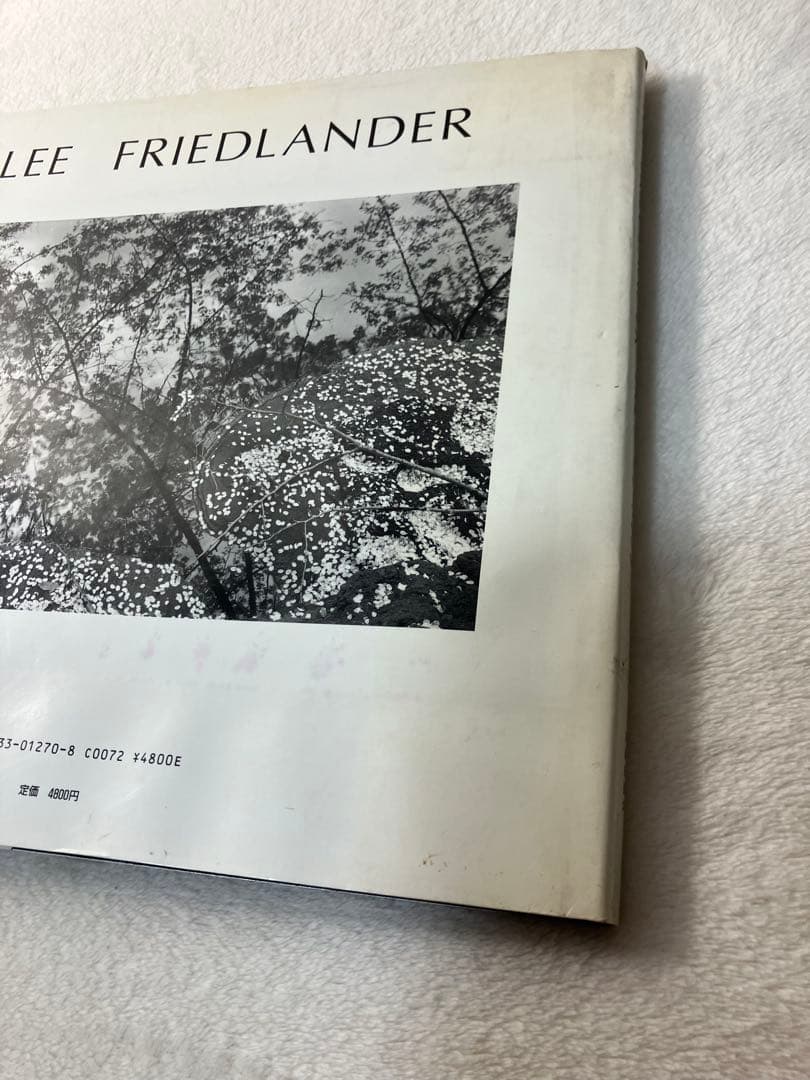 LEE FRIEDLANDER
33-01270-8 C0072 ¥4800E
定価 4800円